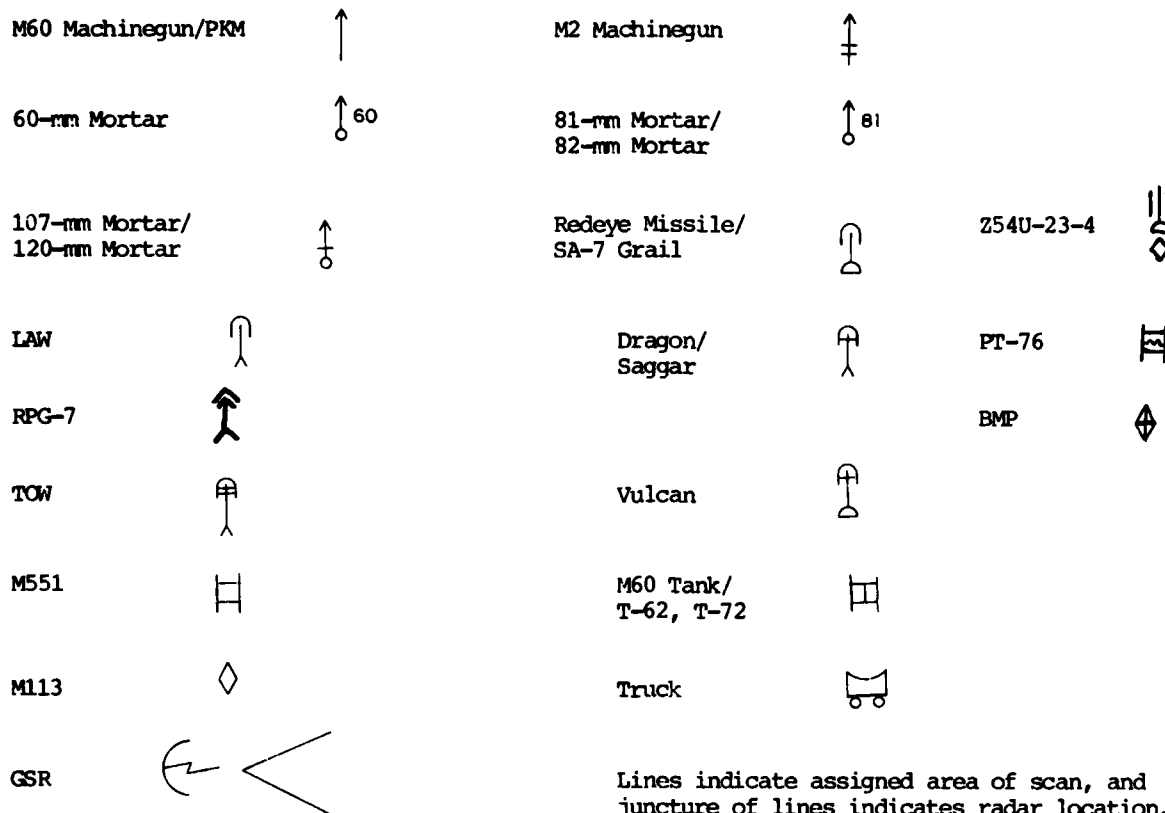 M60 Machinegun/PKM
M2 Machinegun
60-mm Mortar
60
81-mm Mortar/
82-mm Mortar
81
107-mm Mortar/
120-mm Mortar
Redeye Missile/
SA-7 Grail
Z54U-23-4
LAW
Dragon/
Saggar
PT-76
RPG-7
BMP
TOW
Vulcan
M551
M60 Tank/
T-62, T-72
M113
Truck
GSR
Lines indicate assigned area of scan, and
juncture of lines indicates radar location.